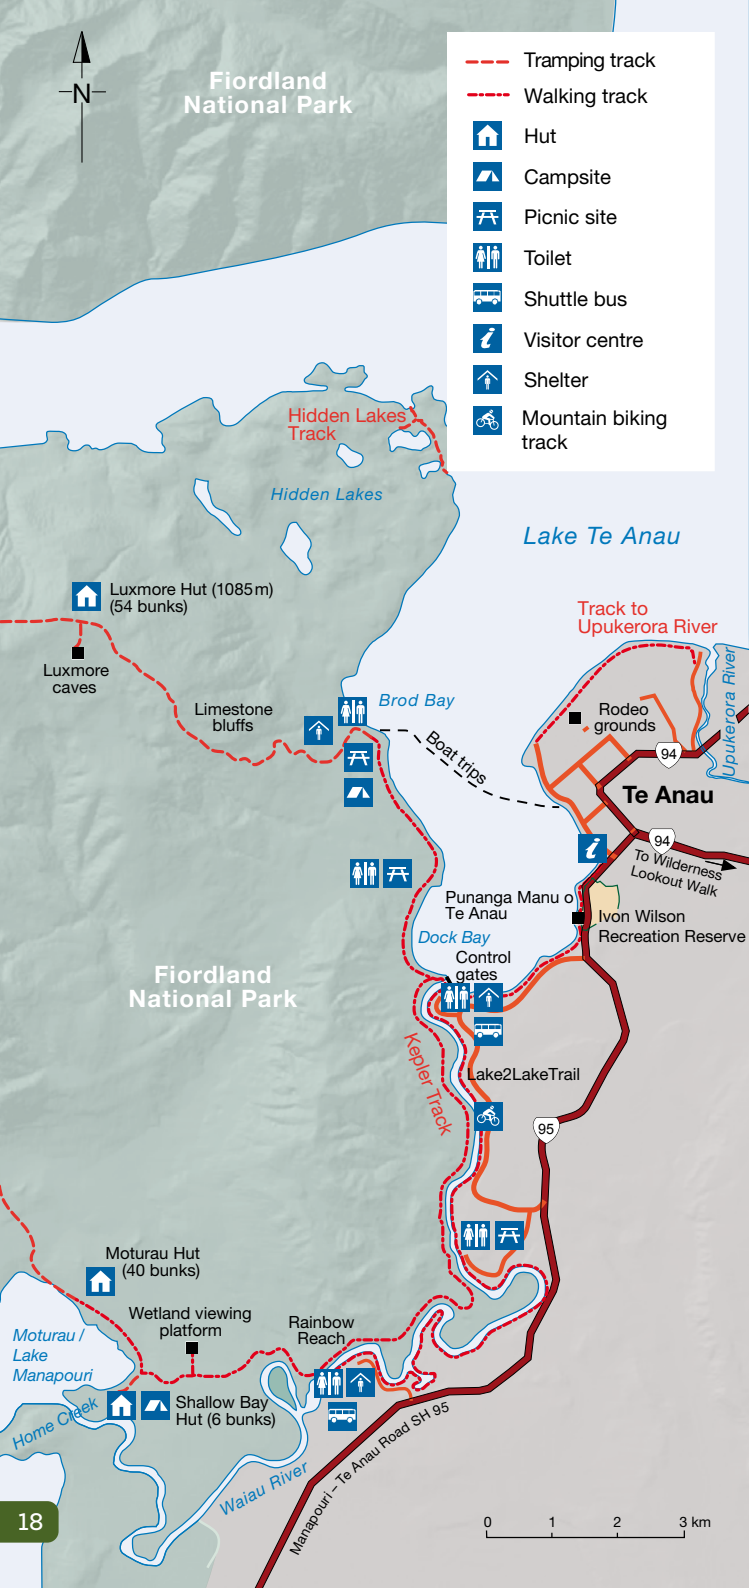 Fiordland
National Park
N
Tramping track
Walking track
Hut
Campsite
Picnic site
Toilet
Shuttle bus
i
Visitor centre
Shelter
Mountain biking
track
Hidden Lakes
Track
Hidden Lakes
Lake Te Anau
Luxmore Hut (1085 m)
(54 bunks)
Luxmore
caves
Limestone
bluffs
Brod Bay
Boat trips
Track to
Upukerora River
Upukerora River
Rodeo
grounds
94
Te Anau
94
To Wilderness
Lookout Walk
i
Punanga Manu o
Te Anau
Ivon Wilson
Recreation Reserve
Dock Bay
Control
gates
Fiordland
National Park
Kepler Track
Lake2LakeTrail
95
Moturau Hut
(40 bunks)
Wetland viewing
platform
Rainbow
Reach
Moturau /
Lake
Manapouri
Shallow Bay
Hut (6 bunks)
Home Creek
Waiau River
Manapouri – Te Anau Road SH 95
18
0 1 2 3 km